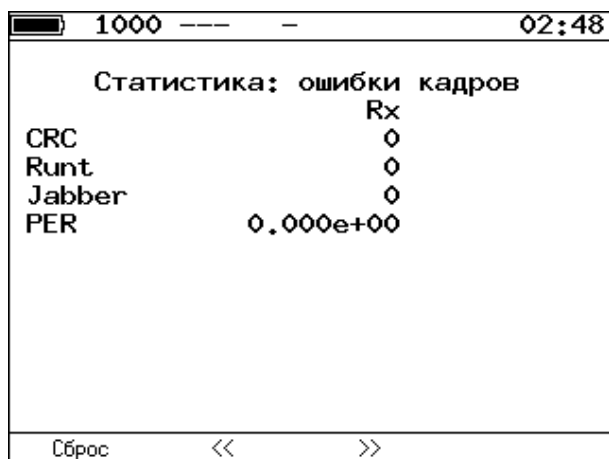 1000 --- - 02:48
Статистика: ошибки кадров
Rx
CRC 0
Runt 0
Jabber 0
PER 0.000e+00
Сброс << >>